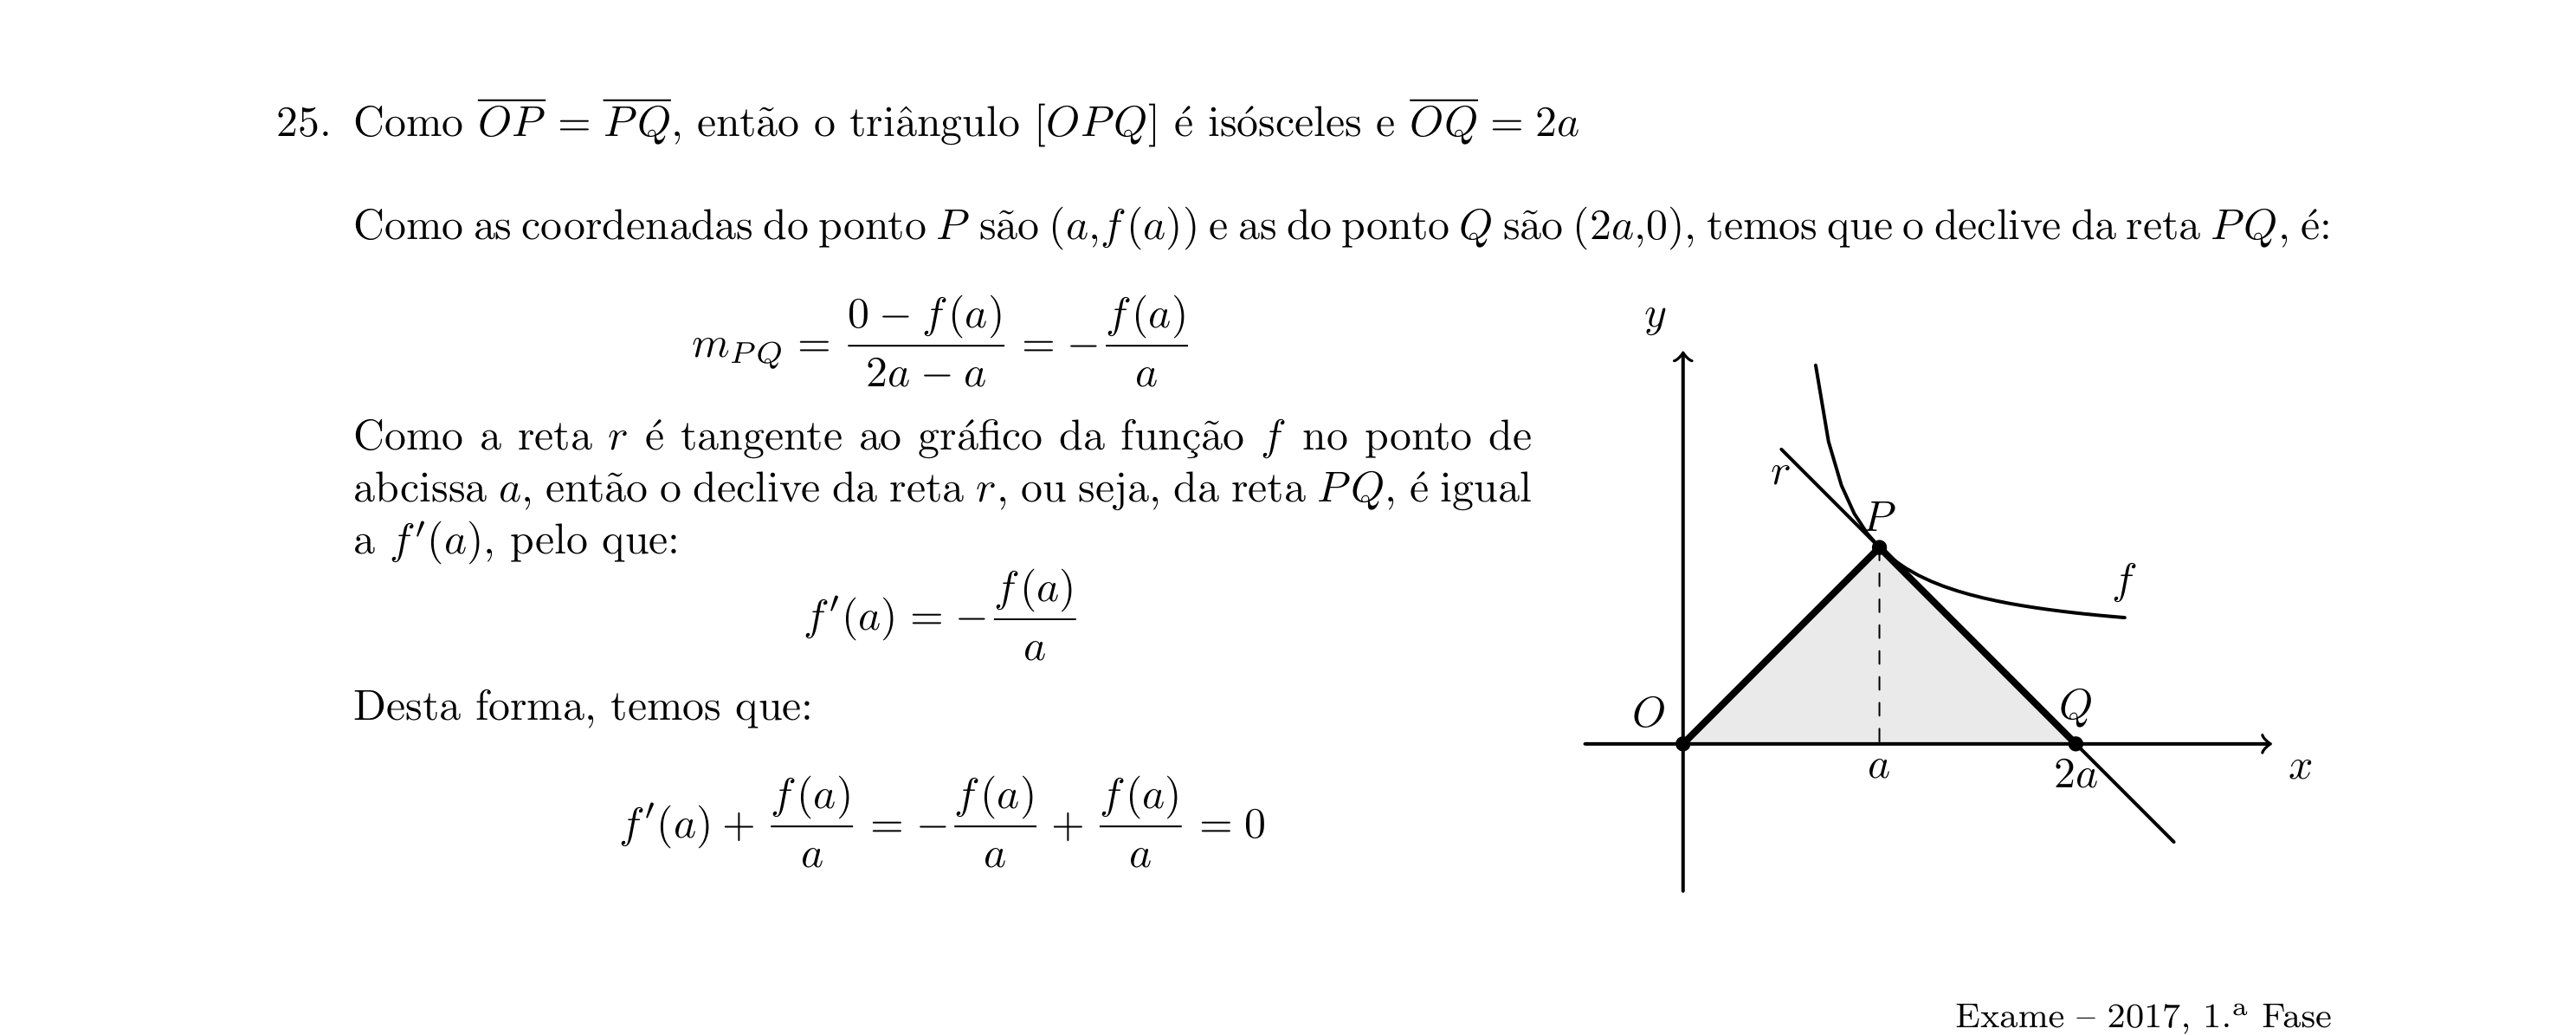 25. Como $\overline{OP} = \overline{PQ}$, então o triângulo $[OPQ]$ é isósceles e $\overline{OQ} = 2a$
Como as coordenadas do ponto $P$ são $(a,f(a))$ e as do ponto $Q$ são $(2a,0)$, temos que o declive da reta $PQ$, é:
$m_{PQ} = \frac{0 - f(a)}{2a - a} = -\frac{f(a)}{a}$
Como a reta $r$ é tangente ao gráfico da função $f$ no ponto de
abcissa $a$, então o declive da reta $r$, ou seja, da reta $PQ$, é igual
a $f'(a)$, pelo que:
$f'(a) = -\frac{f(a)}{a}$
Desta forma, temos que:
$f'(a) + \frac{f(a)}{a} = -\frac{f(a)}{a} + \frac{f(a)}{a} = 0$
y
r
P
f
O
Q
a
2a
x
Exame – 2017, 1.ª Fase